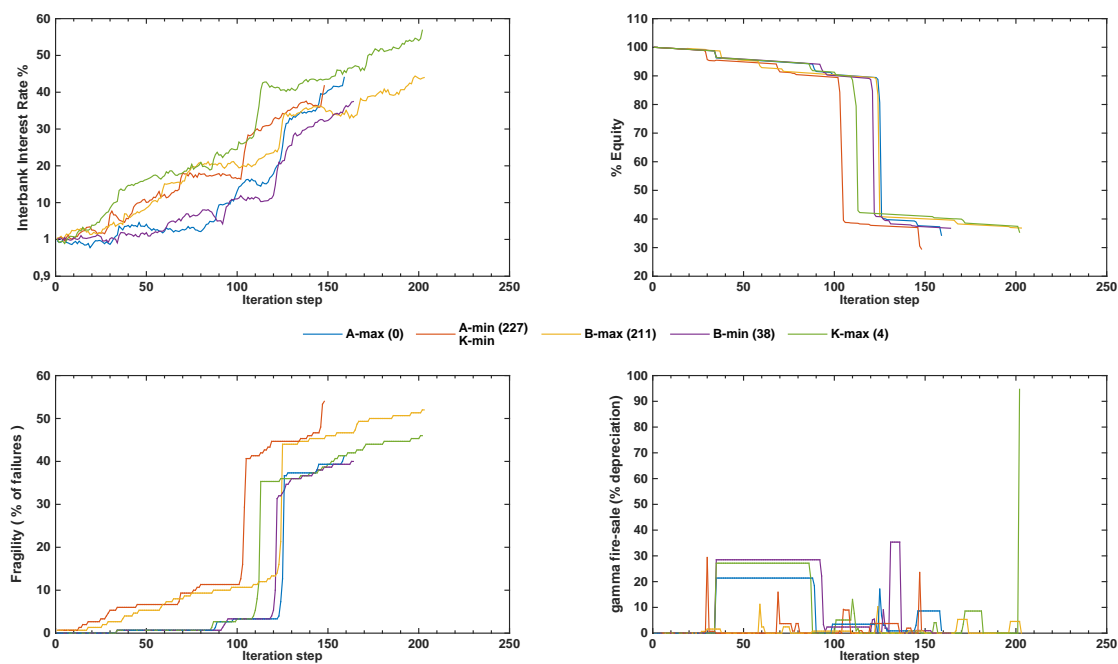 60
50
40
30
20
10
1
0,9
Interbank Interest Rate %
0 50 100 150 200 250
Iteration step
110
100
90
80
70
60
50
40
30
20
% Equity
0 50 100 150 200 250
Iteration step
A-max (0)
A-min (227)
K-min
B-max (211)
B-min (38)
K-max (4)
60
50
40
30
20
10
0
Fragility ( % of failures )
0 50 100 150 200 250
Iteration step
100
90
80
70
60
50
40
30
20
10
0
gamma fire-sale (% depreciation)
0 50 100 150 200 250
Iteration step